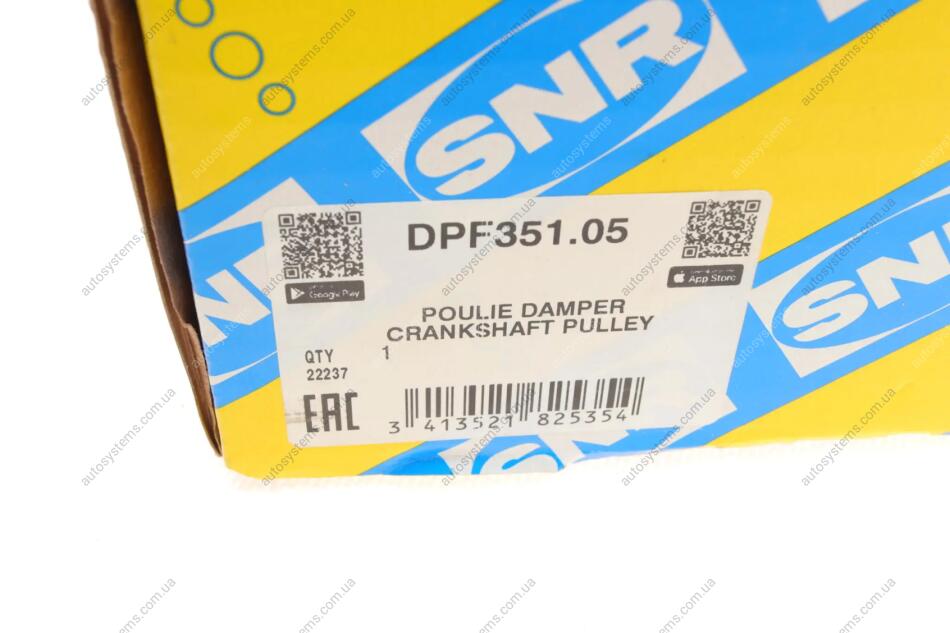 SNR
DPF351.05
Google Play
App Store
SNR
POULIE DAMPER
CRANKSHAFT PULLEY
QTY 1
22237
EAC
3 413521 825354
autosystems.com.ua